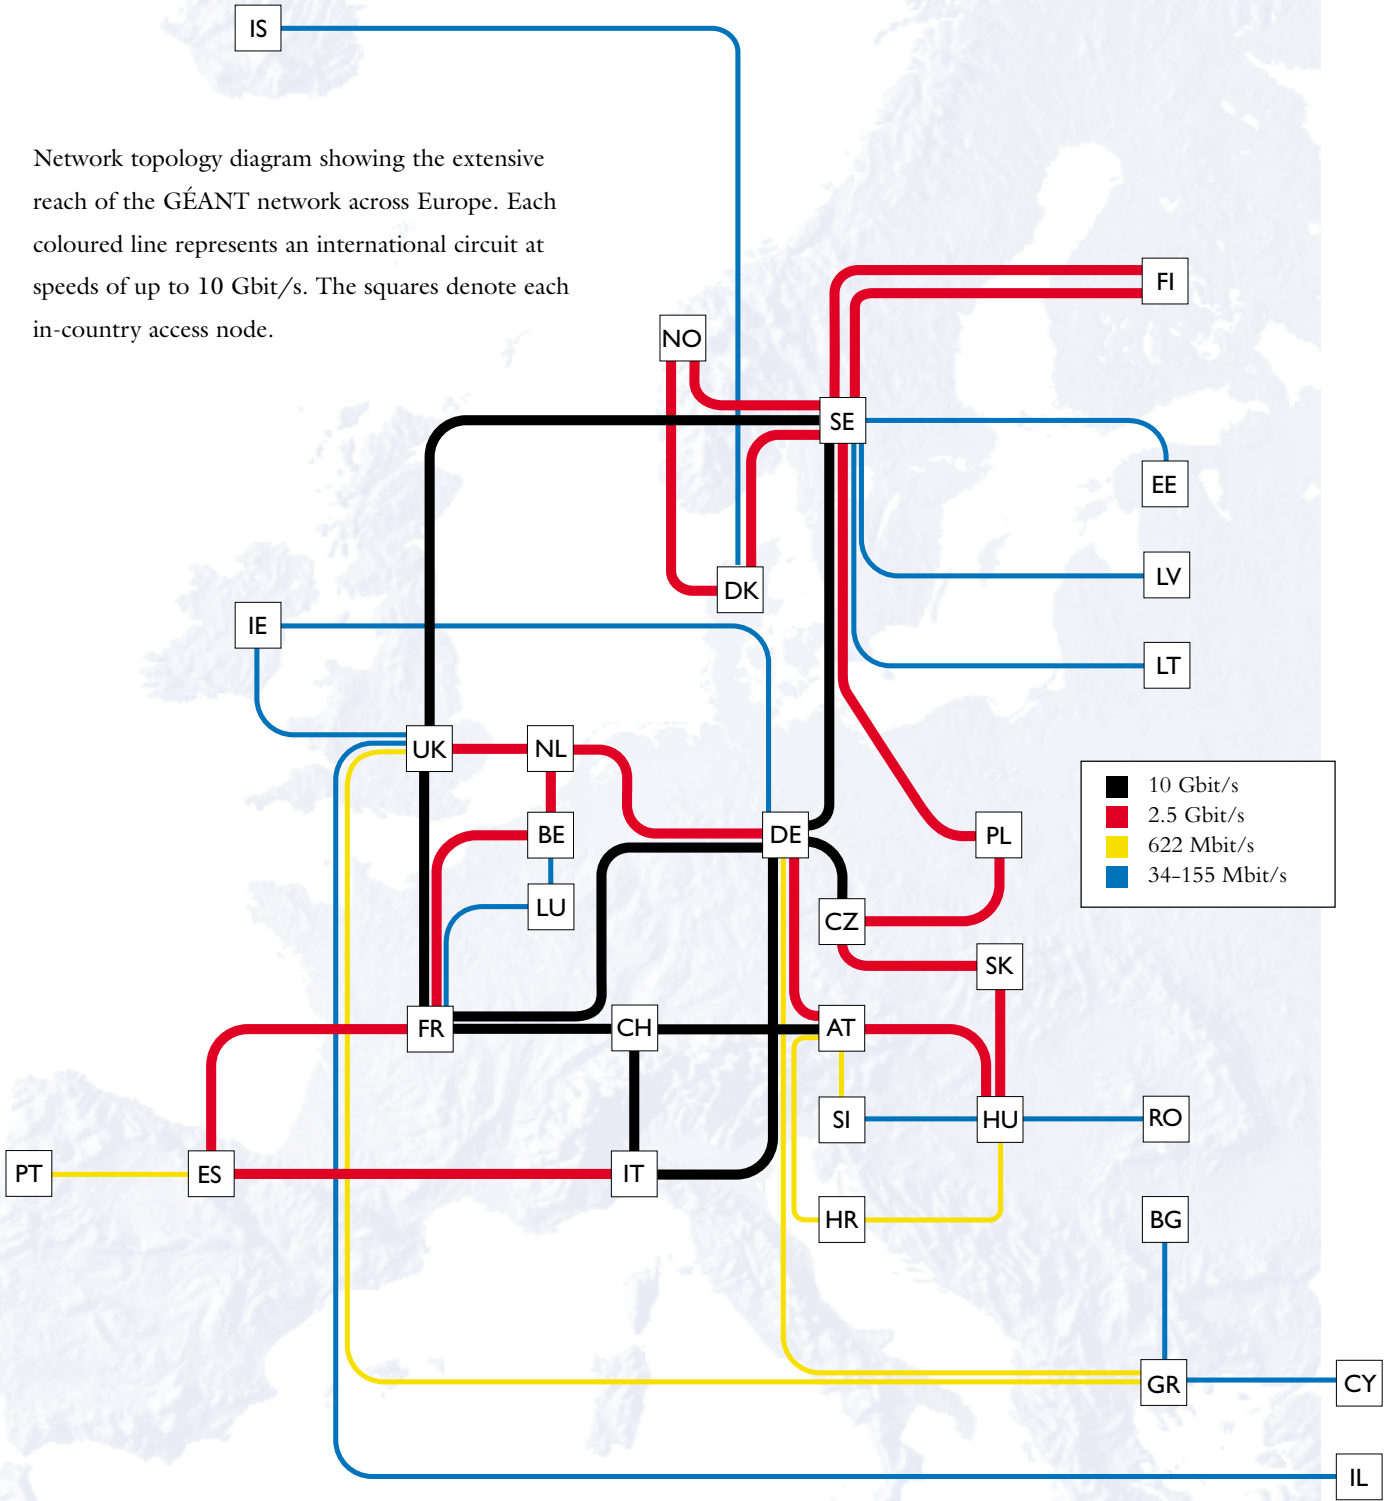 IS
Network topology diagram showing the extensive
reach of the GÉANT network across Europe. Each
coloured line represents an international circuit at
speeds of up to 10 Gbit/s. The squares denote each
in-country access node.
FI
NO
SE
EE
LV
DK
IE
LT
UK
NL
10 Gbit/s
2.5 Gbit/s
622 Mbit/s
34-155 Mbit/s
BE
DE
PL
LU
CZ
SK
FR
CH
AT
SI
HU
RO
PT
ES
IT
HR
BG
GR
CY
IL